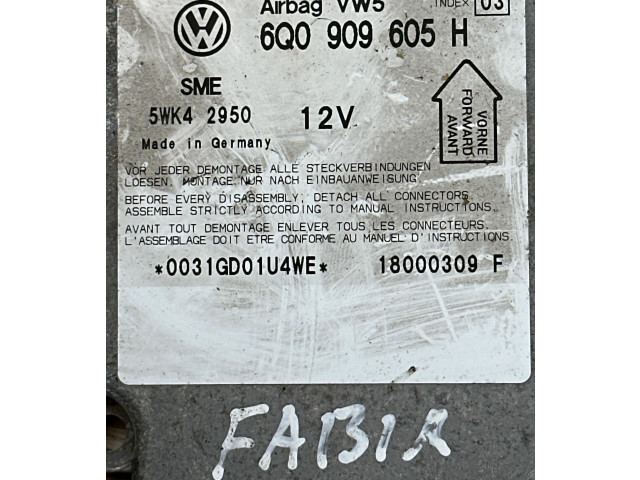 Airbag VW5 INDEX 03
6Q0 909 605 H
SME
5WK4 2950 12V
Made in Germany
VORNE
FORWARD
AVANT
VOR JEDER DEMONTAGE ALLE STECKVERBINDUNGEN
LOESEN, MONTAGE NUR NACH EINBAUANWEISUNG.
BEFORE EVERY DISASSEMBLY, DETACH ALL CONNECTORS
ASSEMBLE STRICTLY ACCORDING TO MANUAL INSTRUCTIONS.
AVANT TOUT DEMONTAGE ENLEVER TOUS LES CONNECTEURS.
L'ASSEMBLAGE DOIT ETRE CONFORME AU MANUEL D'INSTRUCTIONS.
*0031GD01U4WE* 18000309 F
FABIA